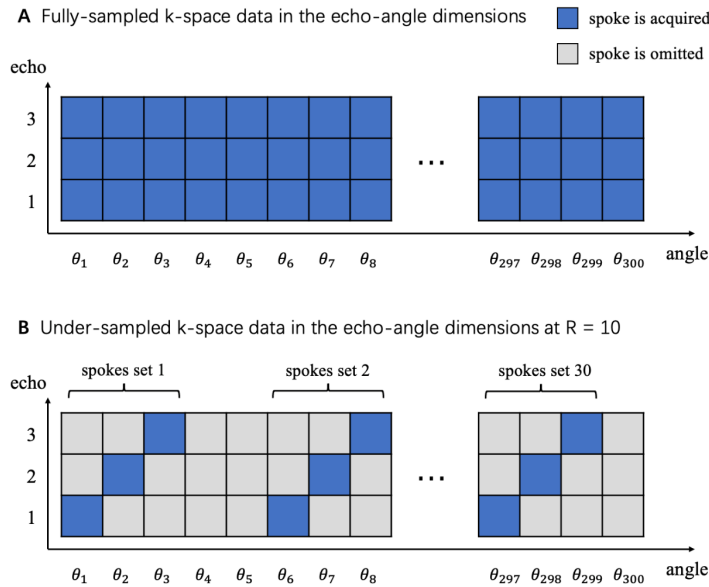 A Fully-sampled k-space data in the echo-angle dimensions
spoke is acquired
spoke is omitted
echo
3
2
1
...
θ₁ θ₂ θ₃ θ₄ θ₅ θ₆ θ₇ θ₈ θ₂₉₇ θ₂₉₈ θ₂₉₉ θ₃₀₀ angle
B Under-sampled k-space data in the echo-angle dimensions at R = 10
spokes set 1 spokes set 2 spokes set 30
echo
3
2
1
...
θ₁ θ₂ θ₃ θ₄ θ₅ θ₆ θ₇ θ₈ θ₂₉₇ θ₂₉₈ θ₂₉₉ θ₃₀₀ angle